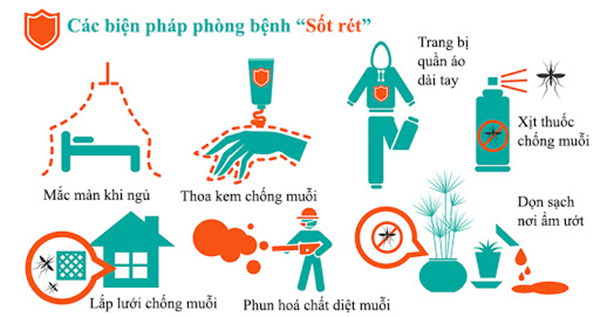 Các biện pháp phòng bệnh “Sốt rét”
Mắc màn khi ngủ
Thoa kem chống muỗi
Trang bị
quần áo
dài tay
Xịt thuốc
chống muỗi
Lắp lưới chống muỗi
Phun hoá chất diệt muỗi
Dọn sạch
nơi ẩm ướt